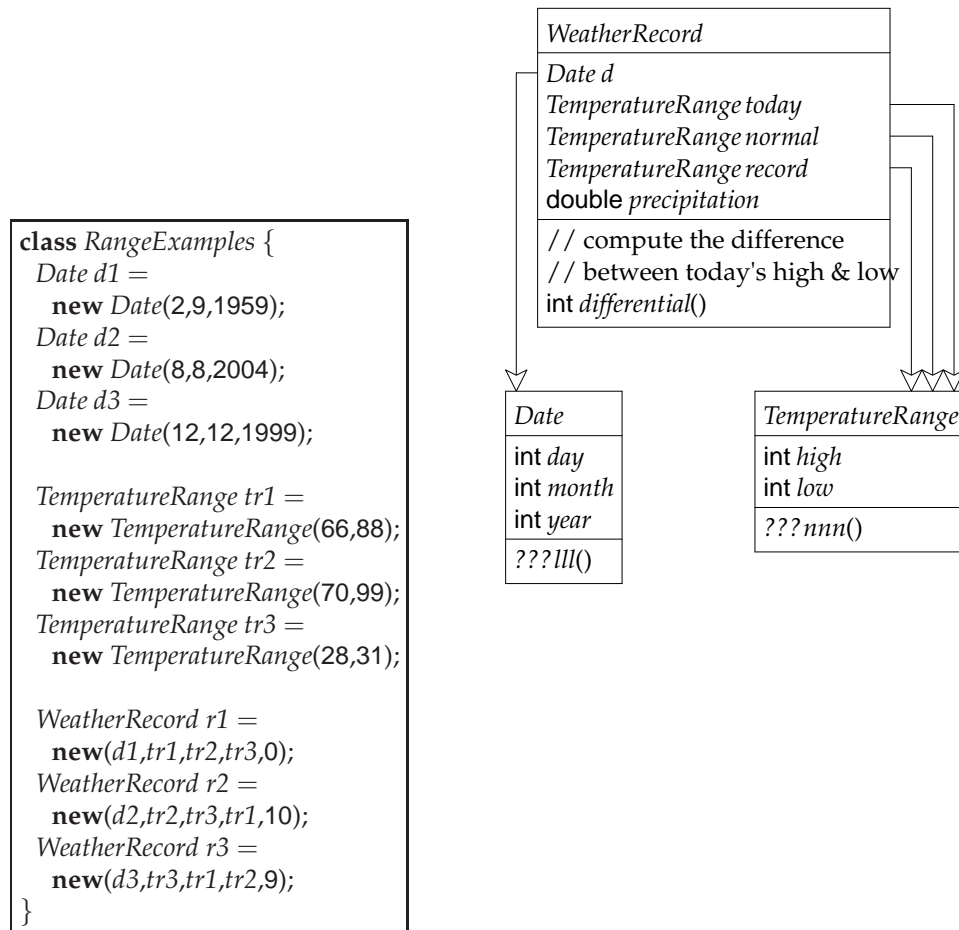 WeatherRecord
Date d
TemperatureRange today
TemperatureRange normal
TemperatureRange record
double precipitation
// compute the difference
// between today's high & low
int differential()
Date
int day
int month
int year
???lll()
TemperatureRange
int high
int low
???nnn()
class RangeExamples {
Date d1 =
new Date(2,9,1959);
Date d2 =
new Date(8,8,2004);
Date d3 =
new Date(12,12,1999);
TemperatureRange tr1 =
new TemperatureRange(66,88);
TemperatureRange tr2 =
new TemperatureRange(70,99);
TemperatureRange tr3 =
new TemperatureRange(28,31);
WeatherRecord r1 =
new(d1,tr1,tr2,tr3,0);
WeatherRecord r2 =
new(d2,tr2,tr3,tr1,10);
WeatherRecord r3 =
new(d3,tr3,tr1,tr2,9);
}